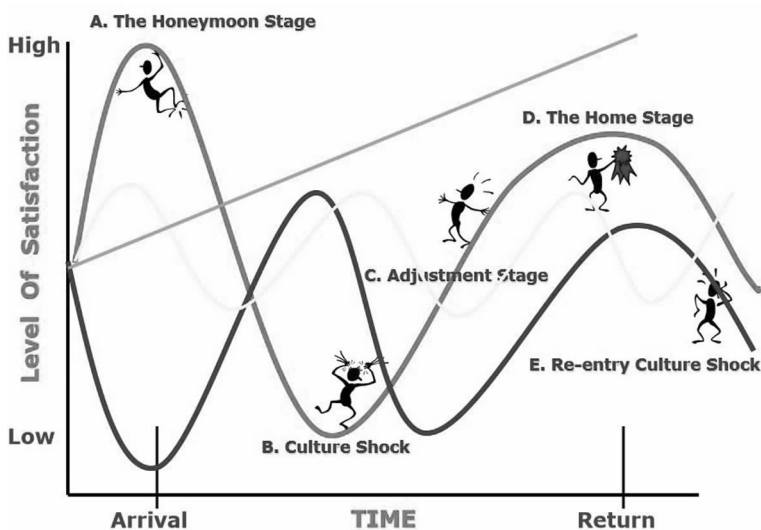 A. The Honeymoon Stage
High
D. The Home Stage
Level Of Satisfaction
C. Adjustment Stage
E. Re-entry Culture Shock
Low
B. Culture Shock
Arrival
TIME
Return